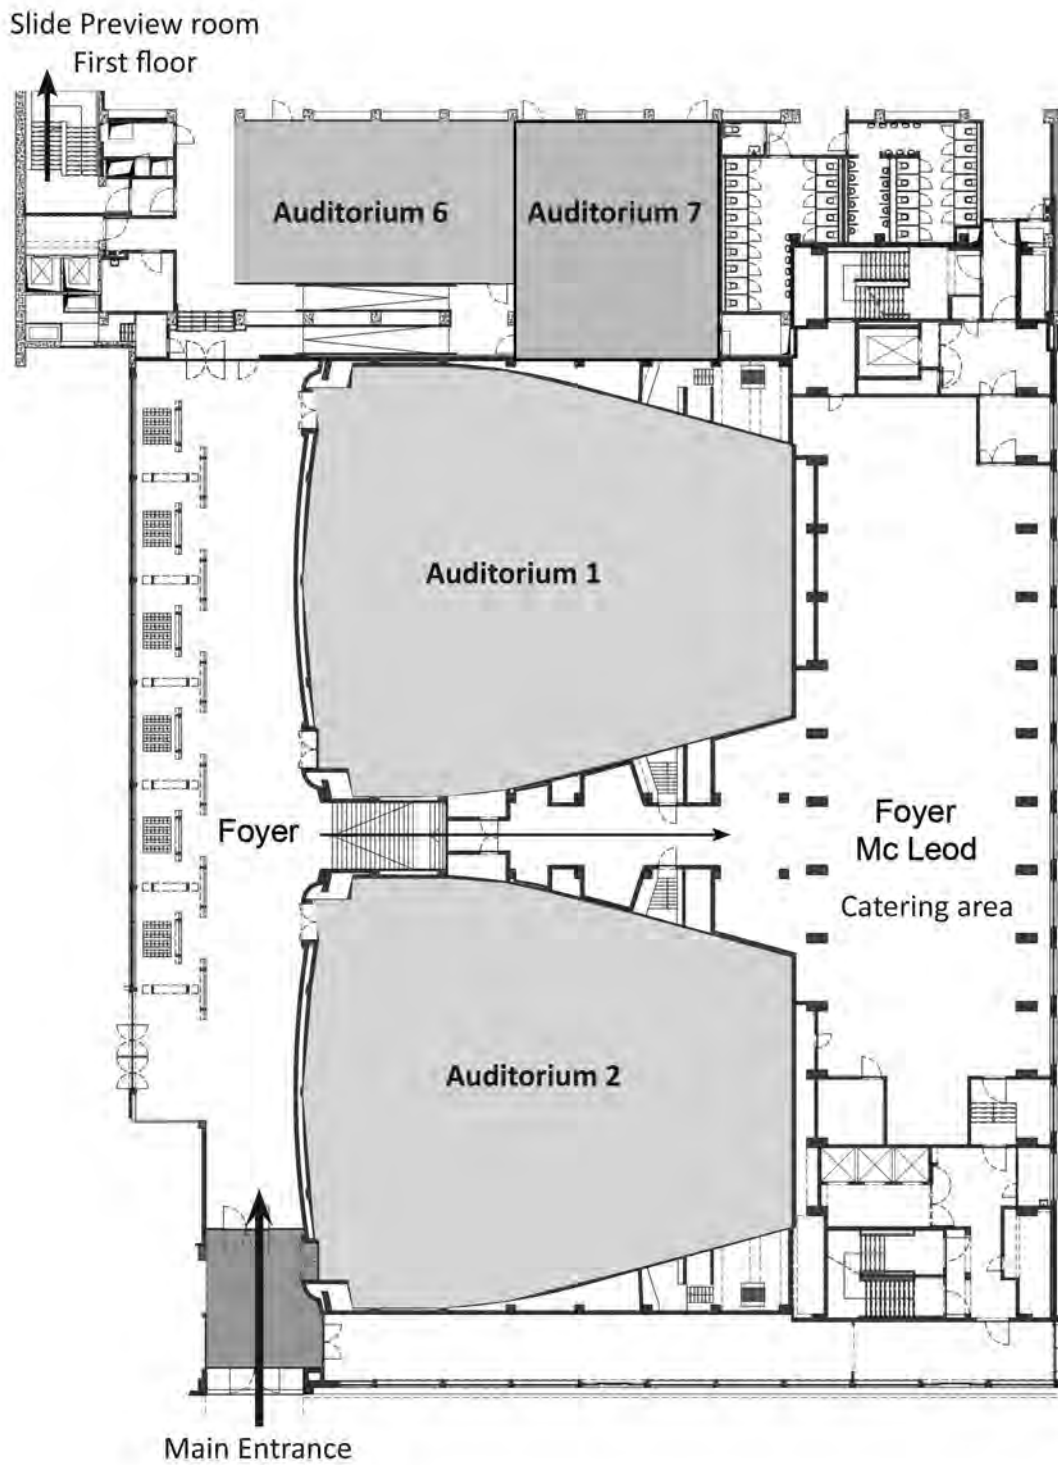 Slide Preview room
First floor
Auditorium 6
Auditorium 7
Auditorium 1
Foyer
Foyer
Mc Leod
Catering area
Auditorium 2
Main Entrance